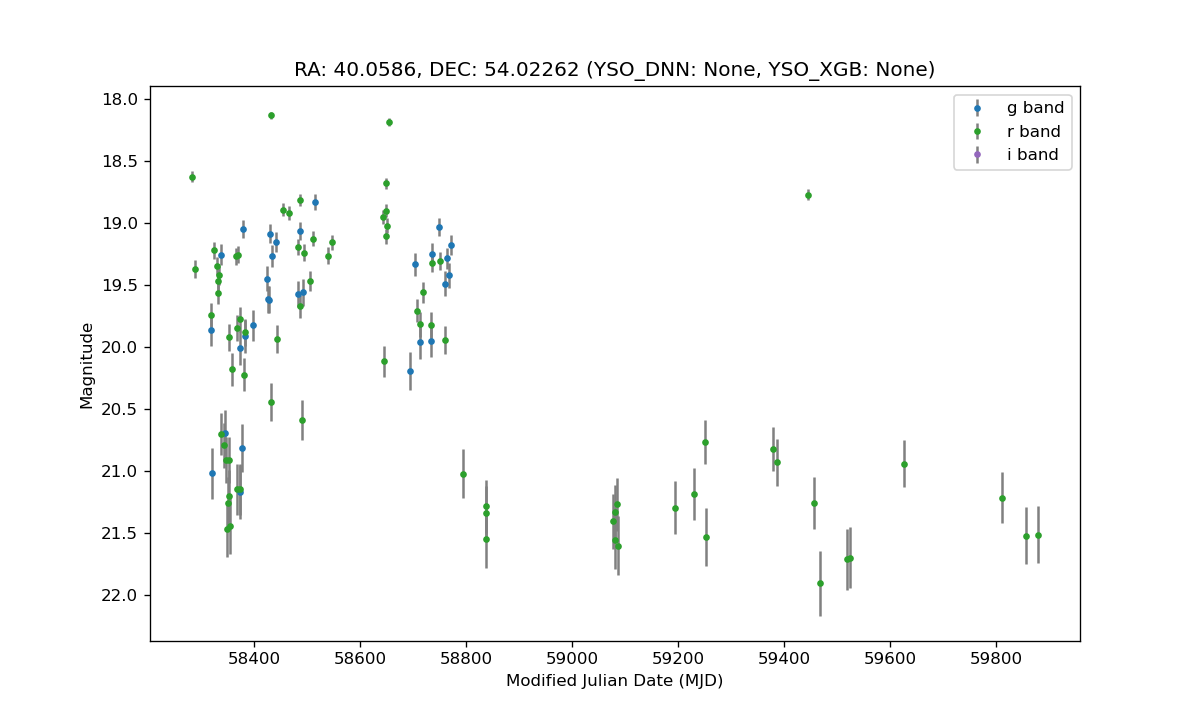 RA: 40.0586, DEC: 54.02262 (YSO_DNN: None, YSO_XGB: None)
g band
r band
i band
Magnitude
18.0
18.5
19.0
19.5
20.0
20.5
21.0
21.5
22.0
58400 58600 58800 59000 59200 59400 59600 59800
Modified Julian Date (MJD)